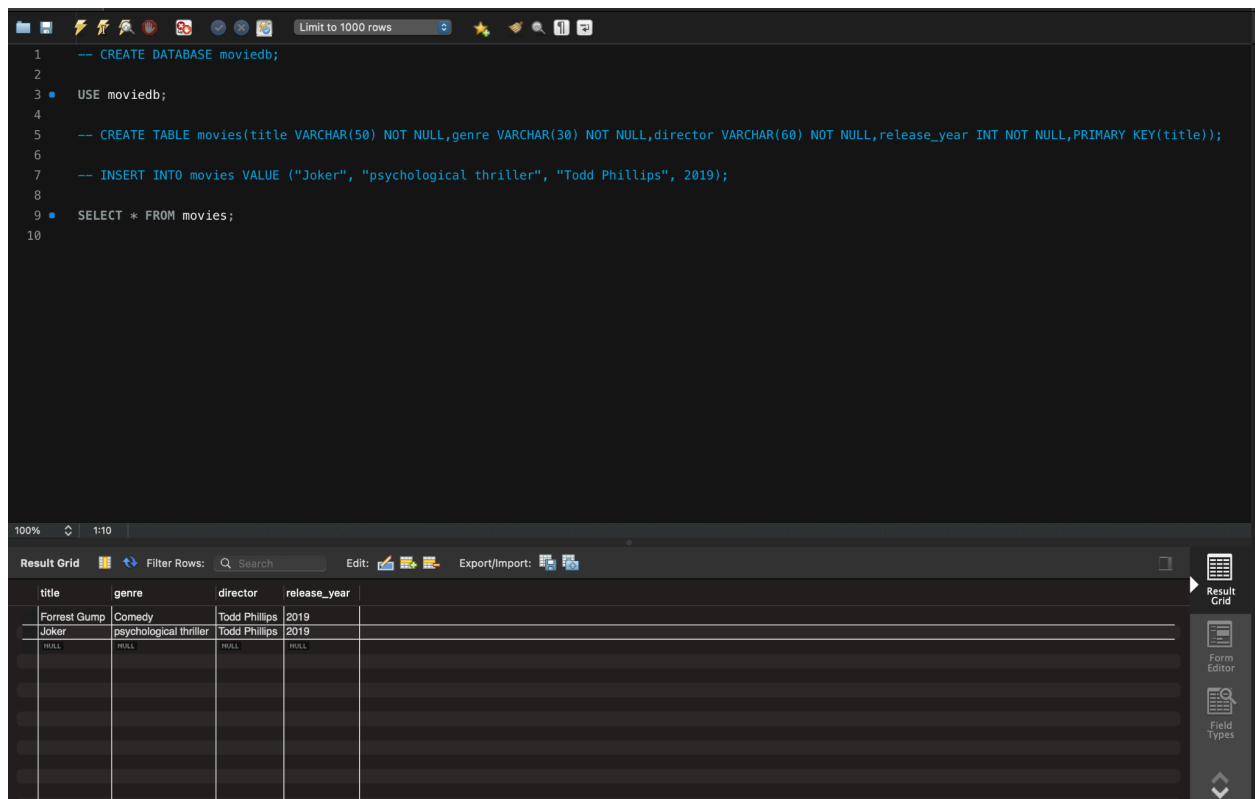 Limit to 1000 rows
1 -- CREATE DATABASE moviedb;
2
3 USE moviedb;
4
5 -- CREATE TABLE movies(title VARCHAR(50) NOT NULL,genre VARCHAR(30) NOT NULL,director VARCHAR(60) NOT NULL,release_year INT NOT NULL,PRIMARY KEY(title));
6
7 -- INSERT INTO movies VALUE ("Joker", "psychological thriller", "Todd Phillips", 2019);
8
9 SELECT * FROM movies;
10
100% 1:10
Result Grid Filter Rows: Search Edit: Export/Import:
title genre director release_year
Forrest Gump Comedy Todd Phillips 2019
Joker psychological thriller Todd Phillips 2019
NULL NULL NULL NULL
Result
Grid
Form
Editor
Field
Types